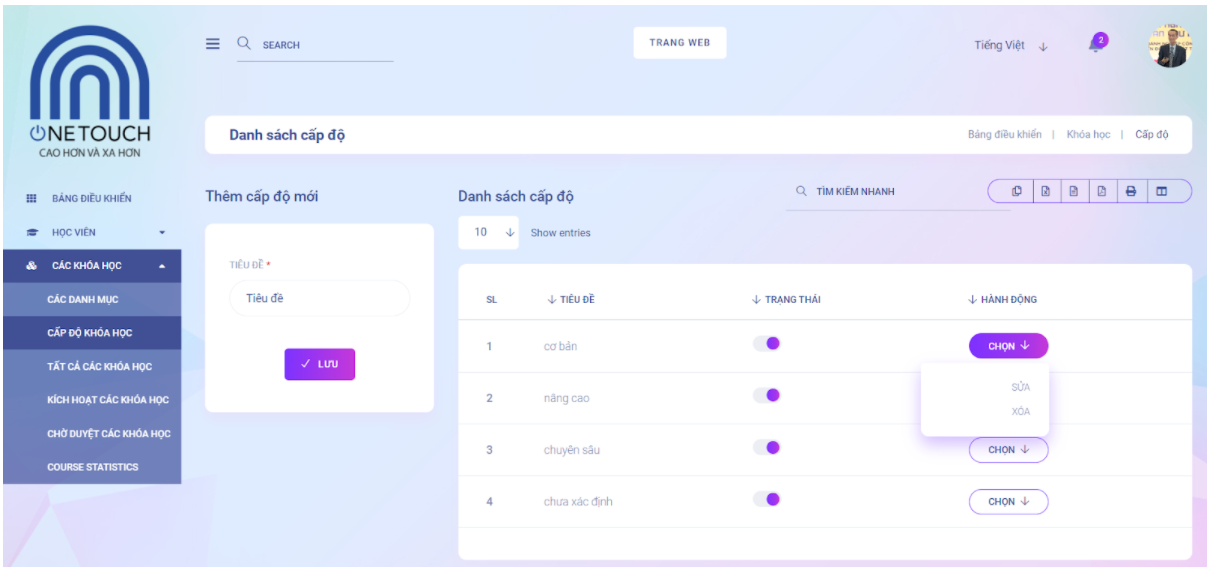 SEARCH
TRANG WEB
Tiếng Việt
2
ONETOUCH
CAO HƠN VÀ XA HƠN
Danh sách cấp độ
Bảng điều khiển | Khóa học | Cấp độ
BẢNG ĐIỀU KHIỂN
HỌC VIÊN
CÁC KHÓA HỌC
CÁC DANH MỤC
CẤP ĐỘ KHÓA HỌC
TẤT CẢ CÁC KHÓA HỌC
KÍCH HOẠT CÁC KHÓA HỌC
CHỜ DUYỆT CÁC KHÓA HỌC
COURSE STATISTICS
Thêm cấp độ mới
TIÊU ĐỀ *
Tiêu đề
LƯU
Danh sách cấp độ
TÌM KIẾM NHANH
10 Show entries
SL TIÊU ĐỀ TRẠNG THÁI HÀNH ĐỘNG
1 cơ bản CHỌN
SỬA
XÓA
2 nâng cao
3 chuyên sâu CHỌN
4 chưa xác định CHỌN